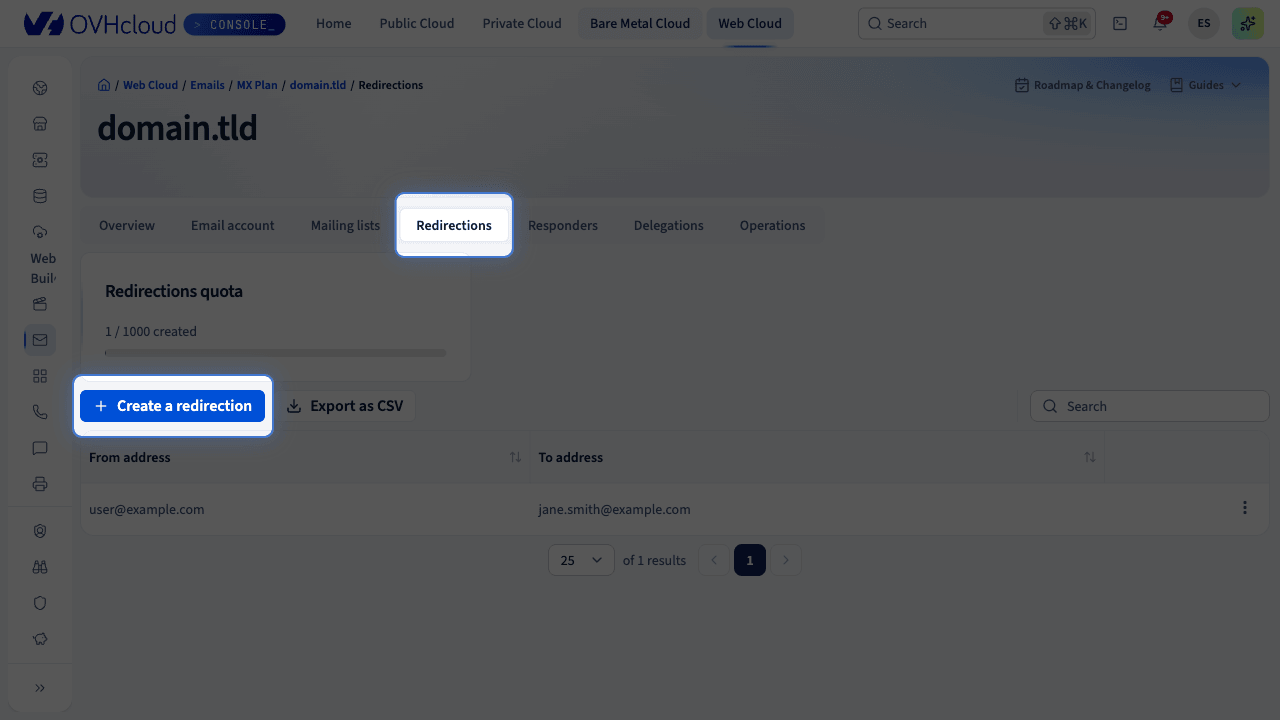 OVHcloud > CONSOLE_ Home Public Cloud Private Cloud Bare Metal Cloud Web Cloud Search ⇧⌘K 9+ ES
/ Web Cloud / Emails / MX Plan / domain.tld / Redirections Roadmap & Changelog Guides
domain.tld
Overview Email account Mailing lists Redirections Responders Delegations Operations
Web
Buil
Redirections quota
1 / 1000 created
+ Create a redirection Export as CSV Search
From address To address
user@example.com jane.smith@example.com
25 of 1 results 1